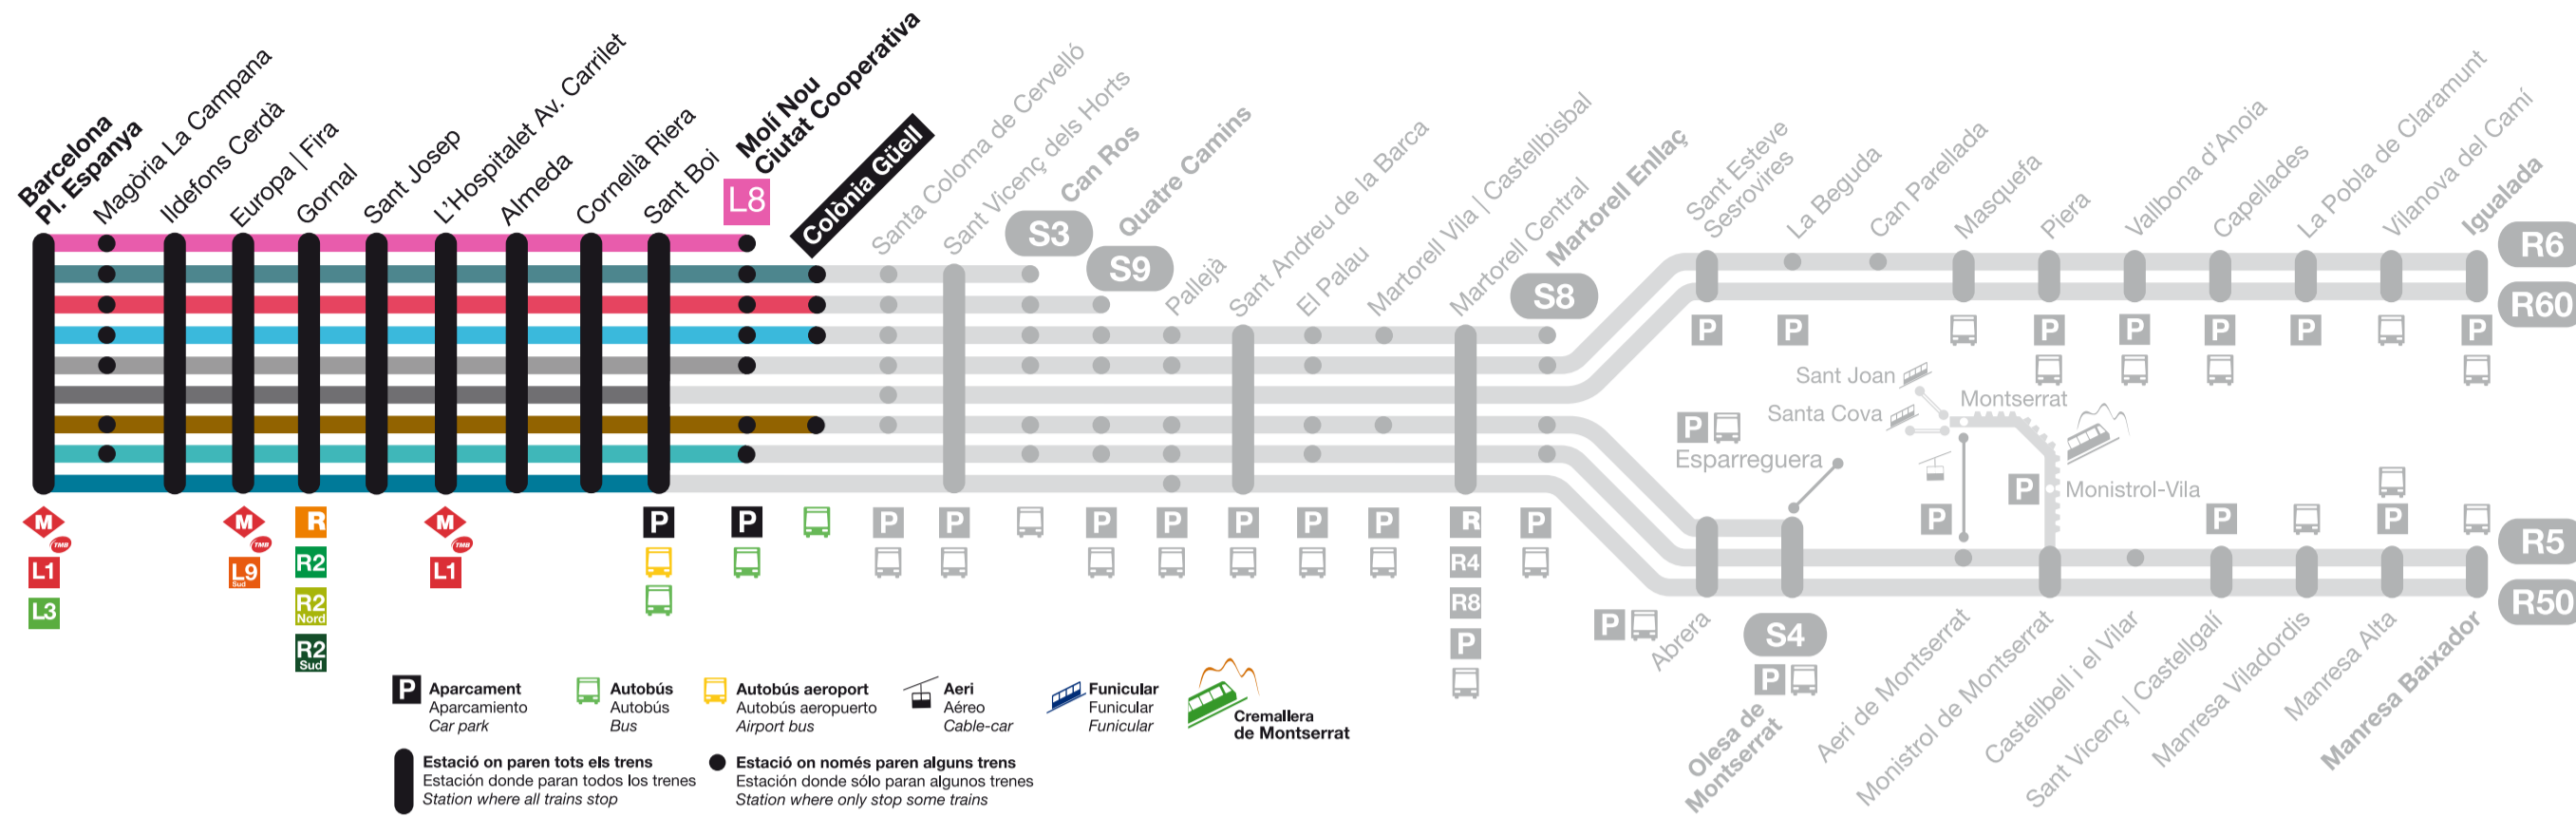 Barcelona
Pl. Espanya
Magòria La Campana
Ildefons Cerdà
Europa | Fira
Gornal
Sant Josep
L'Hospitalet Av. Carrilet
Almeda
Cornellà Riera
Sant Boi
Molí Nou
Ciutat Cooperativa
L8
Colònia Güell
Santa Coloma de Cervelló
Sant Vicenç dels Horts
Can Ros
S3
Quatre Camins
S9
Pallejà
Sant Andreu de la Barca
El Palau
Martorell Vila | Castellbisbal
Martorell Central
Martorell Enllaç
S8
Sant Esteve
Sesrovires
La Beguda
Can Parellada
Masquefa
Piera
Vallbona d'Anoia
Capellades
La Pobla de Claramunt
Vilanova del Camí
Igualada
R6
R60
P
P
P
P
P
P
P
Sant Joan
Santa Cova
Montserrat
P
Esparreguera
P
P
Monistrol-Vila
P
P
R5
R50
M
TMB
L1
L3
M
TMB
L9
Sud
R
R2
R2
Nord
R2
Sud
M
TMB
L1
P
P
P
P
P
P
P
P
P
R
R4
R8
P
P
P
Abrera
S4
P
Olesa de
Montserrat
Aeri de Montserrat
Monistrol de Montserrat
Castellbell i el Vilar
Sant Vicenç | Castellgalí
Manresa Viladordis
Manresa Alta
Manresa Baixador
P
Aparcament
Aparcamiento
Car park
Autobús
Autobús
Bus
Autobús aeroport
Autobús aeropuerto
Airport bus
Aeri
Aéreo
Cable-car
Funicular
Funicular
Funicular
Cremallera
de Montserrat
Estació on paren tots els trens
Estación donde paran todos los trenes
Station where all trains stop
Estació on només paren alguns trens
Estación donde sólo paran algunos trenes
Station where only stop some trains